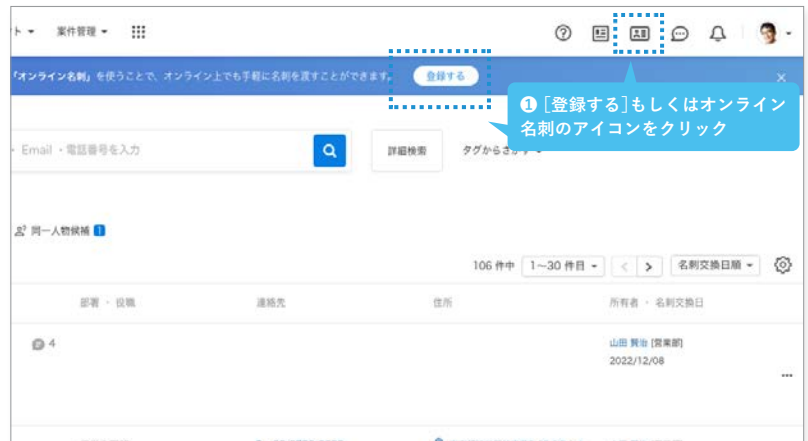 ト
案件管理
「オンライン名刺」を使うことで、オンライン上でも手軽に名刺を渡すことができます。
登録する
❶ [登録する]もしくはオンライン
名刺のアイコンをクリック
・Email ・電話番号を入力
詳細検索
タグからさがす
同一人物候補 1
106 件中
1〜30 件目
名刺交換日順
部署 ・ 役職
連絡先
住所
所有者 ・ 名刺交換日
4
山田 賢治 [営業部]
2022/12/08